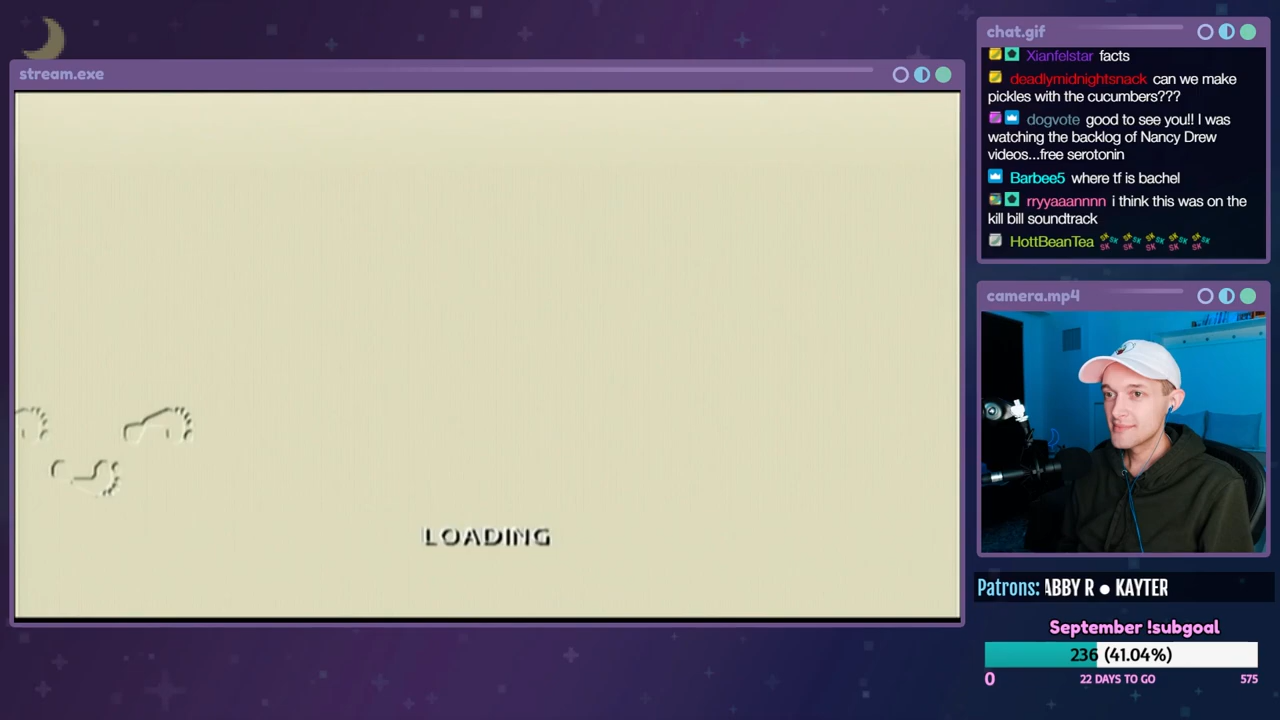 stream.exe
LOADING
chat.gif
Xianfelstar facts
deadlymidnightsnack can we make
pickles with the cucumbers???
dogvote good to see you!! I was
watching the backlog of Nancy Drew
videos...free serotonin
Barbee5 where tf is bachel
rryyaaannnn i think this was on the
kill bill soundtrack
HottBeanTea
camera.mp4
Patrons: ABBY R ● KAYTER
September !subgoal
236 (41.04%)
0 22 DAYS TO GO 575